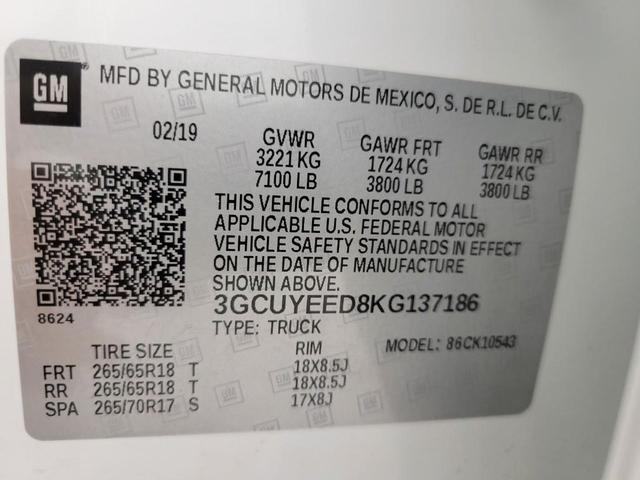 GM MFD BY GENERAL MOTORS DE MEXICO, S. DE R.L. DE C.V.
02/19 GVWR GAWR FRT GAWR RR
3221 KG 1724 KG 1724 KG
7100 LB 3800 LB 3800 LB
THIS VEHICLE CONFORMS TO ALL
APPLICABLE U.S. FEDERAL MOTOR
VEHICLE SAFETY STANDARDS IN EFFECT
ON THE DATE OF MANUFACTURE
SHOWN ABOVE.
3GCUYEED8KG137186
8624 TYPE: TRUCK MODEL: 86CK10543
TIRE SIZE RIM
FRT 265/65R18 T 18X8.5J
RR 265/65R18 T 18X8.5J
SPA 265/70R17 S 17X8J